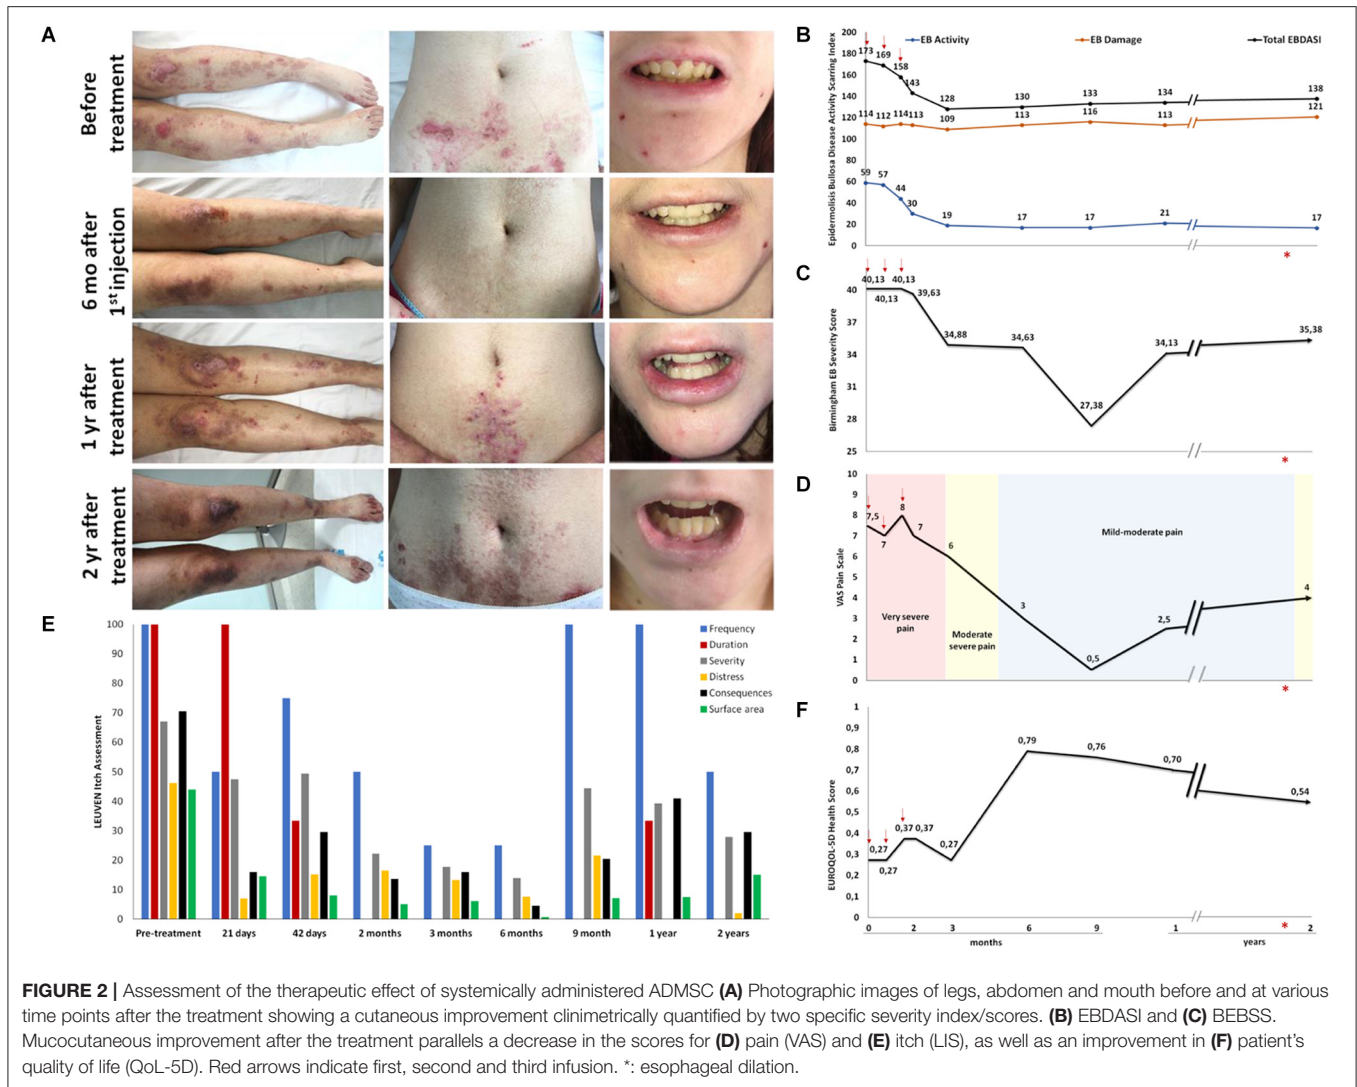 A
Before
treatment
6 mo after
1st injection
1 yr after
treatment
2 yr after
treatment
B
EB Activity
EB Damage
Total EBDASI
Epidermolisis Bullosa Disease Activity Scarring Index
200
180
160
140
120
100
80
60
40
20
0
173
169
158
143
128
130
133
134
138
114
112
114
113
109
113
116
113
121
59
57
44
30
19
17
17
21
17
*
C
Birmingham EB Severity Score
40
37
34
31
28
25
40,13
40,13
40,13
39,63
34,88
34,63
27,38
34,13
35,38
*
D
VAS Pain Scale
10
9
8
7
6
5
4
3
2
1
0
7,5
7
8
7
6
3
0,5
2,5
4
Very severe
pain
Moderate
severe pain
Mild-moderate pain
*
E
LEUVEN Itch Assessment
100
90
80
70
60
50
40
30
20
10
0
Frequency
Duration
Severity
Distress
Consequences
Surface area
Pre-treatment
21 days
42 days
2 months
3 months
6 months
9 month
1 year
2 years
F
EUROQOL-5D Health Score
1
0,9
0,8
0,7
0,6
0,5
0,4
0,3
0,2
0,1
0
0,27
0,27
0,37
0,37
0,27
0,79
0,76
0,70
0,54
*
0 2 3 6 9 1 2
months
years
FIGURE 2 | Assessment of the therapeutic effect of systemically administered ADMSC (A) Photographic images of legs, abdomen and mouth before and at various
time points after the treatment showing a cutaneous improvement clinimetrically quantified by two specific severity index/scores. (B) EBDASI and (C) BEBSS.
Mucocutaneous improvement after the treatment parallels a decrease in the scores for (D) pain (VAS) and (E) itch (LIS), as well as an improvement in (F) patient's
quality of life (QoL-5D). Red arrows indicate first, second and third infusion. *: esophageal dilation.